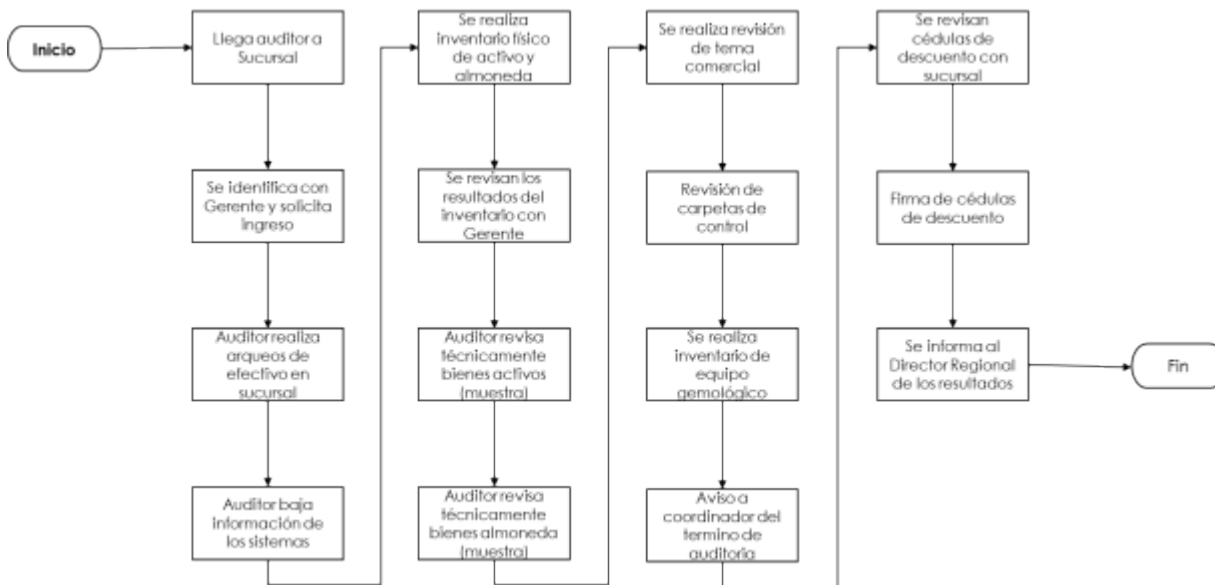 Inicio
Llega auditor a
Sucursal
Se identifica con
Gerente y solicita
ingreso
Auditor realiza
arqueos de
efectivo en
sucursal
Auditor baja
información de
los sistemas
Se realiza
inventario físico
de activo y
almoneda
Se revisan los
resultados del
inventario con
Gerente
Auditor revisa
técnicamente
bienes activos
(muestra)
Auditor revisa
técnicamente
bienes almoneda
(muestra)
Se realiza revisión
de tema
comercial
Revisión de
carpetas de
control
Se realiza
inventario de
equipo
gemológico
Aviso a
coordinador del
termino de
auditoría
Se revisan
cédulas de
descuento con
sucursal
Firma de cédulas
de descuento
Se informa al
Director Regional
de los resultados
Fin